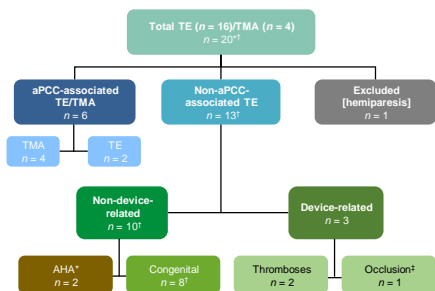 Total TE (n = 16)/TMA (n = 4)
n = 20*†
aPCC-associated
TE/TMA
n = 6
Non-aPCC-
associated TE
n = 13†
Excluded
[hemiparesis]
n = 1
TMA
n = 4
TE
n = 2
Non-device-
related
n = 10†
Device-related
n = 3
AHA*
n = 2
Congenital
n = 8†
Thromboses
n = 2
Occlusion‡
n = 1